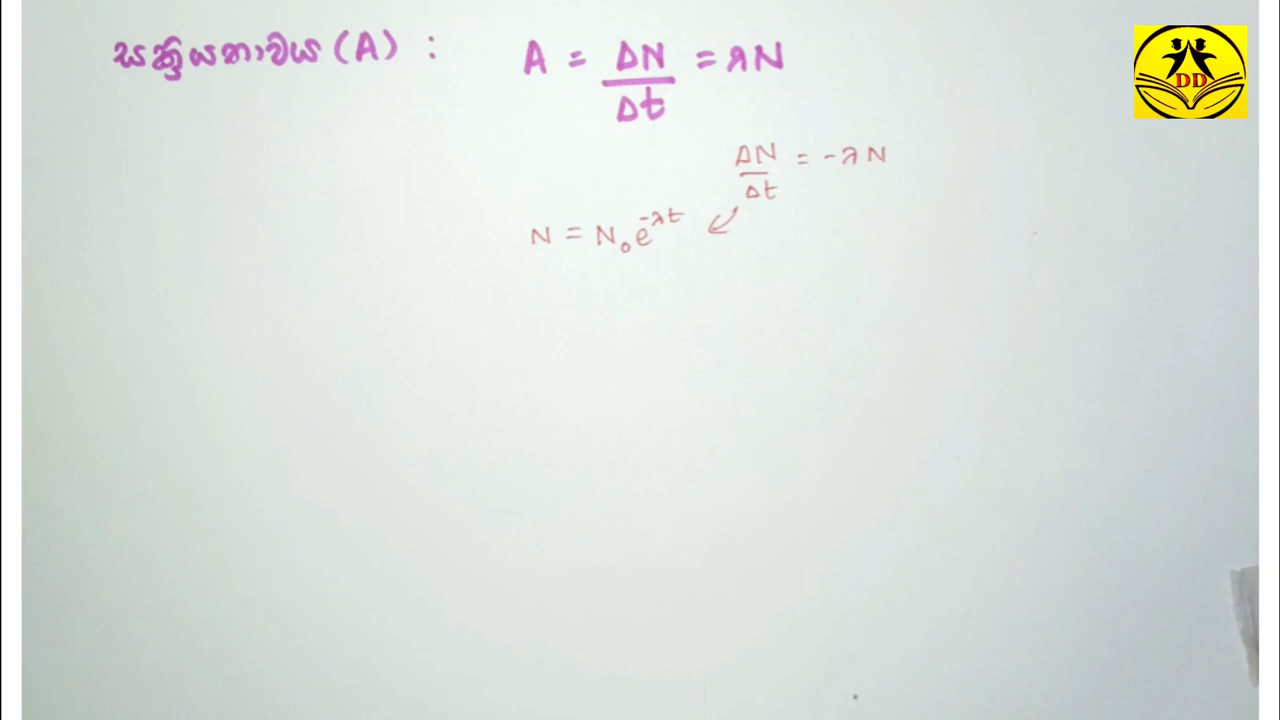 සක්‍රියතාවය (A) : A = ΔN/Δt = λN
ΔN/Δt = -λN
N = N₀e^-λt
DD